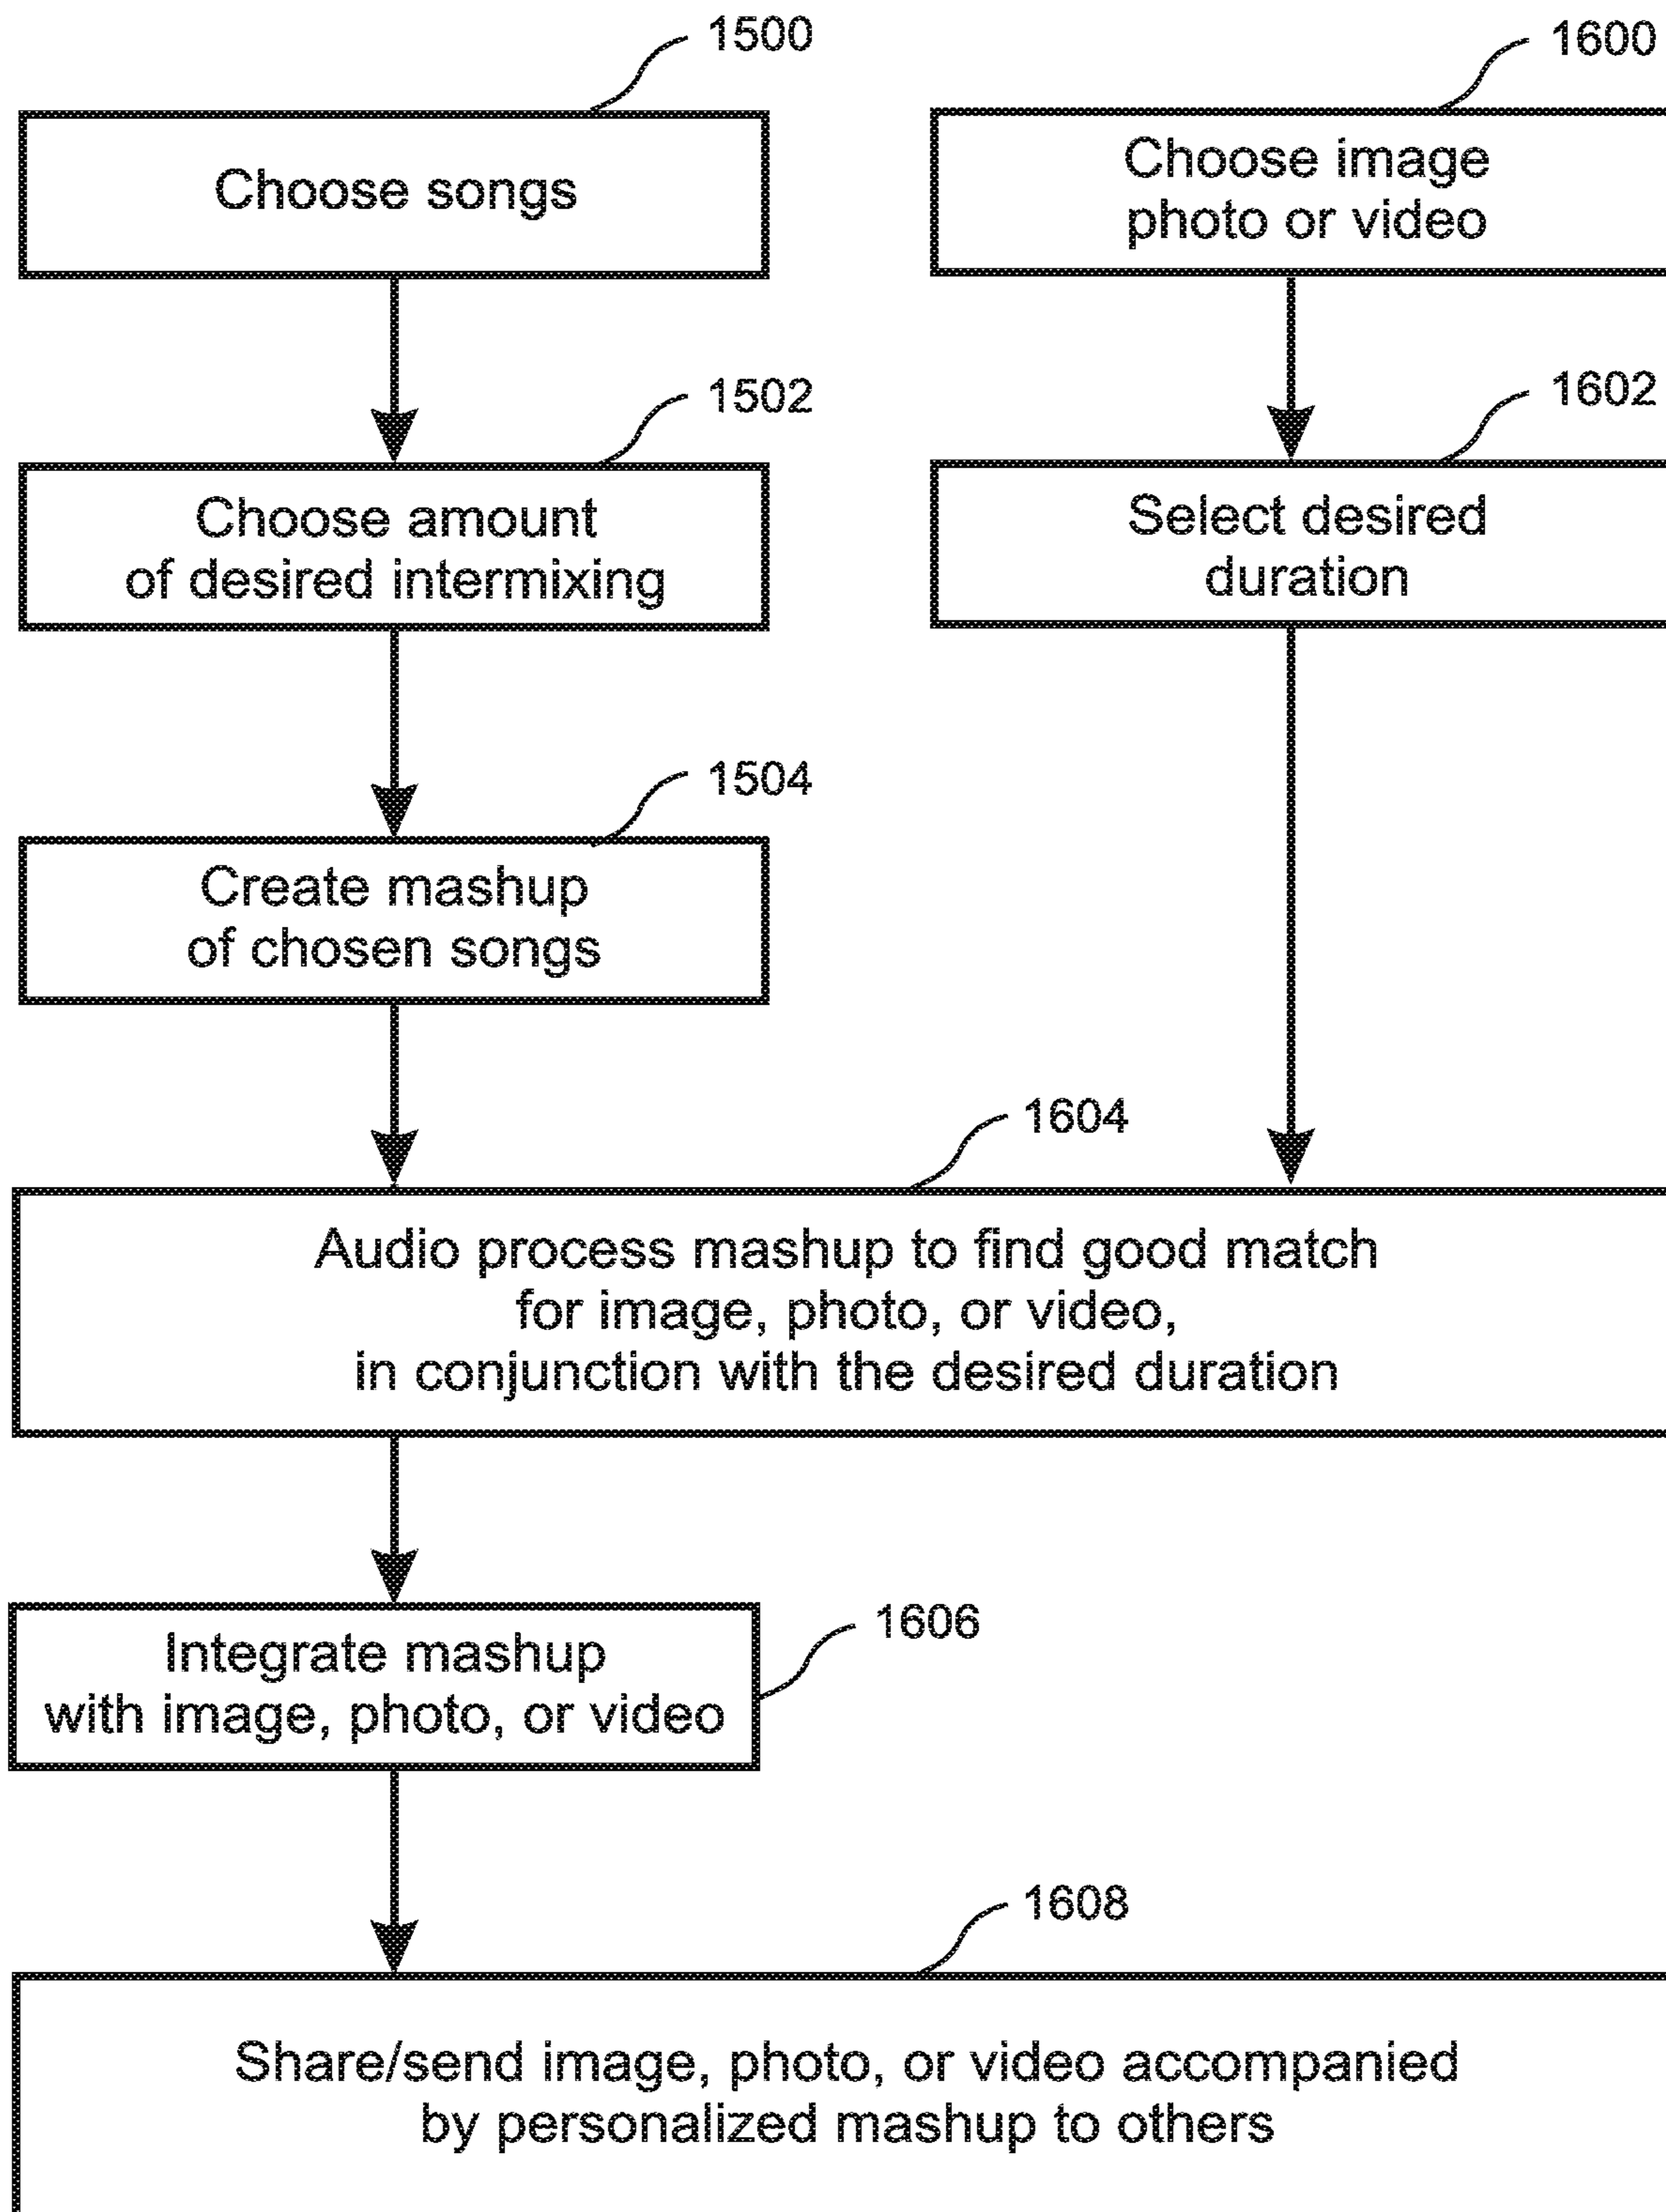 1500
Choose songs
1600
Choose image
photo or video
1502
Choose amount
of desired intermixing
1602
Select desired
duration
1504
Create mashup
of chosen songs
1604
Audio process mashup to find good match
for image, photo, or video,
in conjunction with the desired duration
1606
Integrate mashup
with image, photo, or video
1608
Share/send image, photo, or video accompanied
by personalized mashup to others